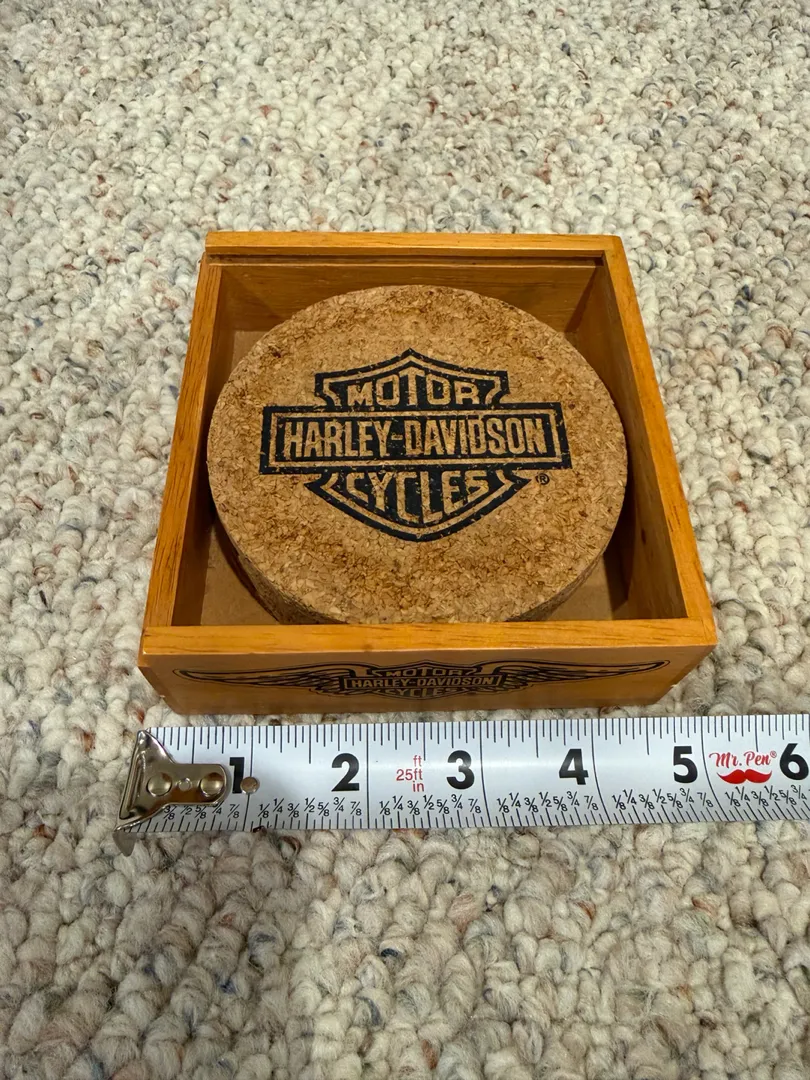 MOTOR
HARLEY-DAVIDSON
CYCLES®
MOTOR
HARLEY-DAVIDSON
CYCLES
1 2 3 4 5 6
ft
25ft
in
Mr. Pen®